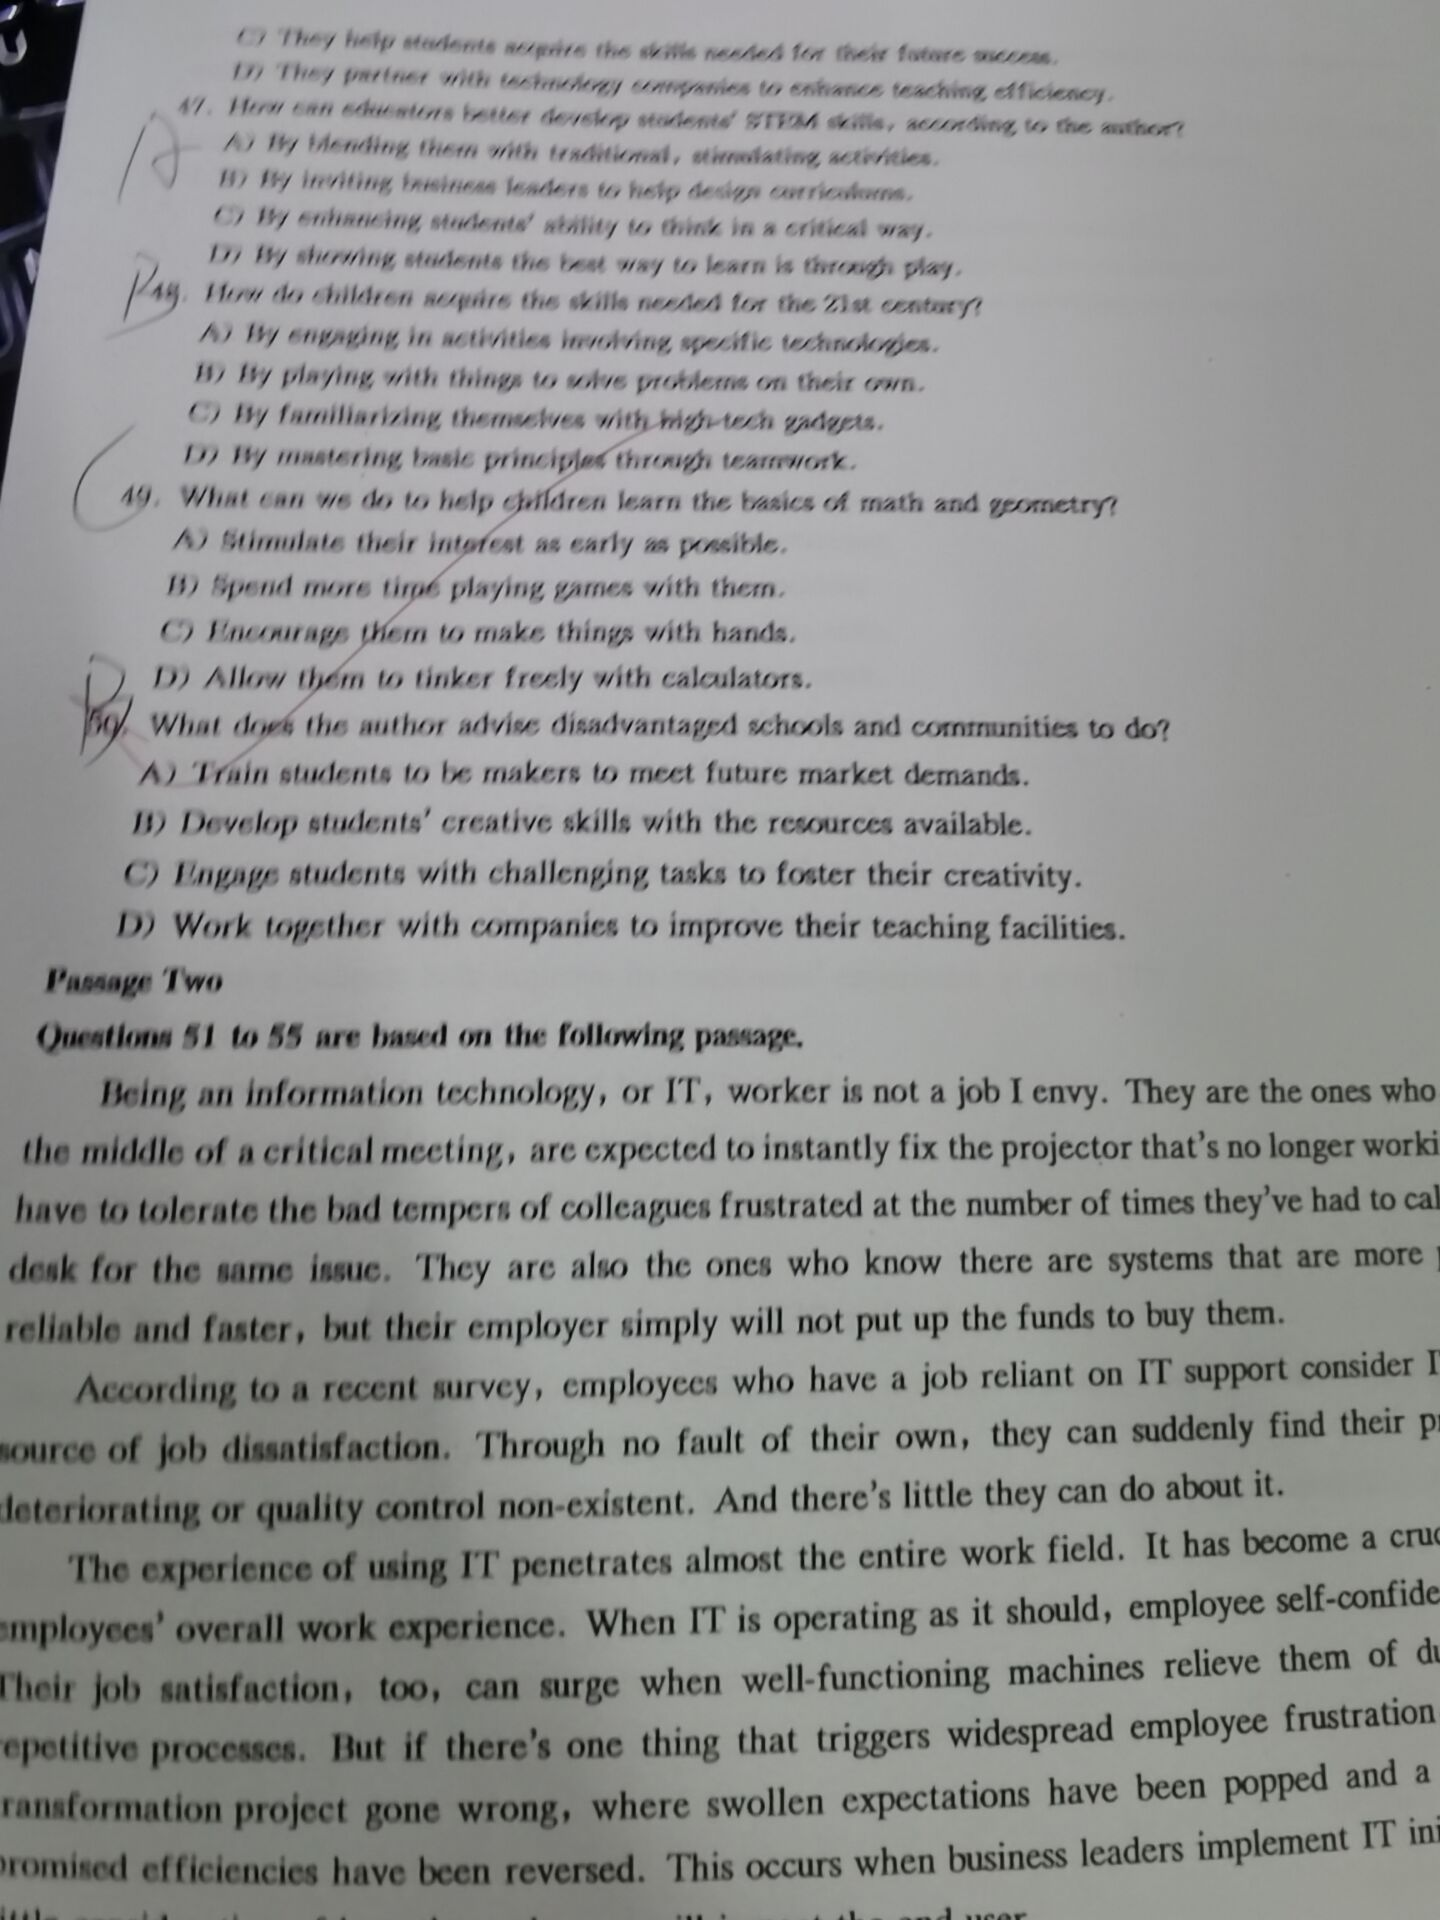 C) They help students acquire the skills needed for their future success.
D) They partner with technology companies to enhance teaching efficiency.
47. How can educators better develop students' STEM skills, according to the author?
A) By blending them with traditional, stimulating activities.
B) By inviting business leaders to help design curriculums.
C) By enhancing students' ability to think in a critical way.
D) By showing students the best way to learn is through play.
B
48. How do children acquire the skills needed for the 21st century?
A) By engaging in activities involving specific technologies.
B) By playing with things to solve problems on their own.
C) By familiarizing themselves with high-tech gadgets.
D) By mastering basic principles through teamwork.
C
49. What can we do to help children learn the basics of math and geometry?
A) Stimulate their interest as early as possible.
B) Spend more time playing games with them.
C) Encourage them to make things with hands.
D) Allow them to tinker freely with calculators.
B
50. What does the author advise disadvantaged schools and communities to do?
A) Train students to be makers to meet future market demands.
B) Develop students' creative skills with the resources available.
C) Engage students with challenging tasks to foster their creativity.
D) Work together with companies to improve their teaching facilities.
Passage Two
Questions 51 to 55 are based on the following passage.
Being an information technology, or IT, worker is not a job I envy. They are the ones who
the middle of a critical meeting, are expected to instantly fix the projector that's no longer worki
have to tolerate the bad tempers of colleagues frustrated at the number of times they've had to cal
desk for the same issue. They are also the ones who know there are systems that are more
reliable and faster, but their employer simply will not put up the funds to buy them.
According to a recent survey, employees who have a job reliant on IT support consider I
source of job dissatisfaction. Through no fault of their own, they can suddenly find their p
deteriorating or quality control non-existent. And there's little they can do about it.
The experience of using IT penetrates almost the entire work field. It has become a cruc
employees' overall work experience. When IT is operating as it should, employee self-confide
Their job satisfaction, too, can surge when well-functioning machines relieve them of du
repetitive processes. But if there's one thing that triggers widespread employee frustration
ransformation project gone wrong, where swollen expectations have been popped and a
promised efficiencies have been reversed. This occurs when business leaders implement IT ini
the end user